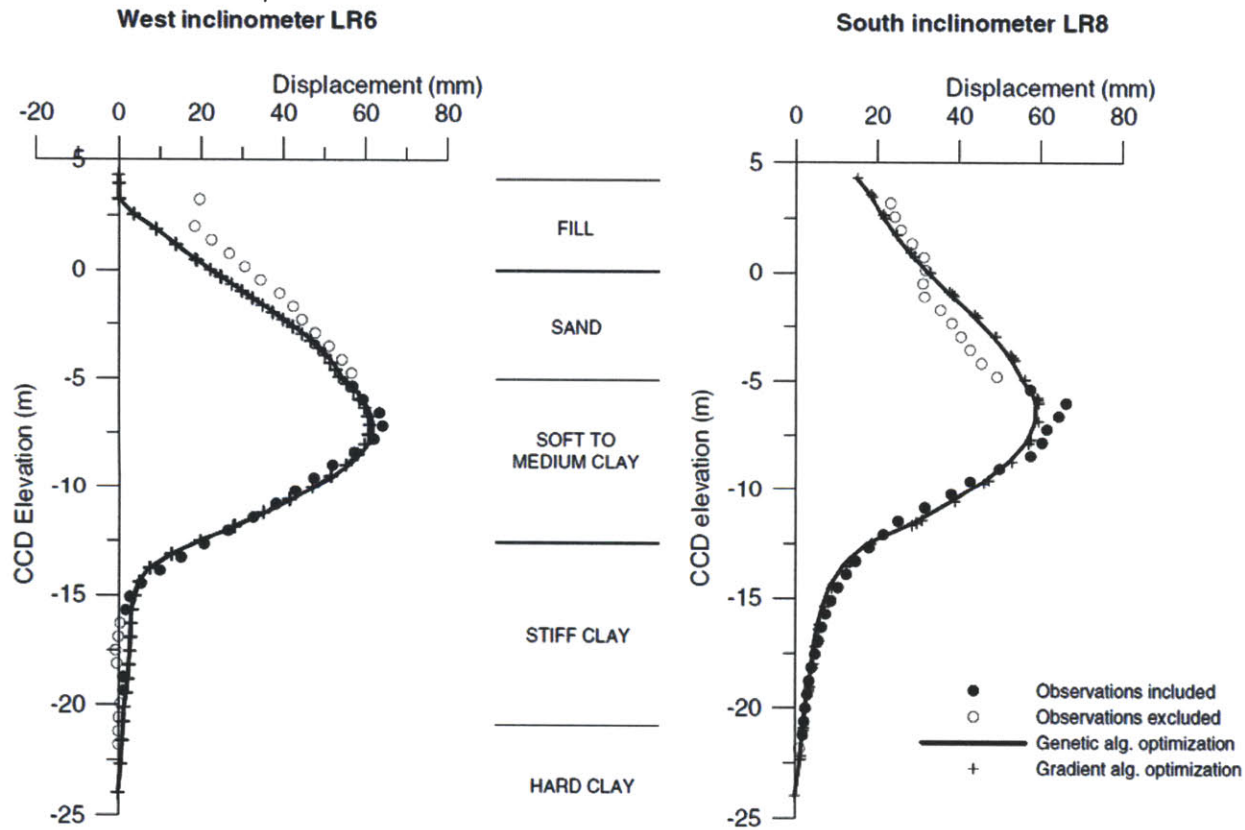 West inclinometer LR6
South inclinometer LR8
Displacement (mm)
-20 0 20 40 60 80
Displacement (mm)
0 20 40 60 80
5
0
-5
-10
-15
-20
-25
CCD Elevation (m)
FILL
SAND
SOFT TO
MEDIUM CLAY
STIFF CLAY
HARD CLAY
5
0
-5
-10
-15
-20
-25
CCD elevation (m)
Observations included
Observations excluded
Genetic alg. optimization
Gradient alg. optimization